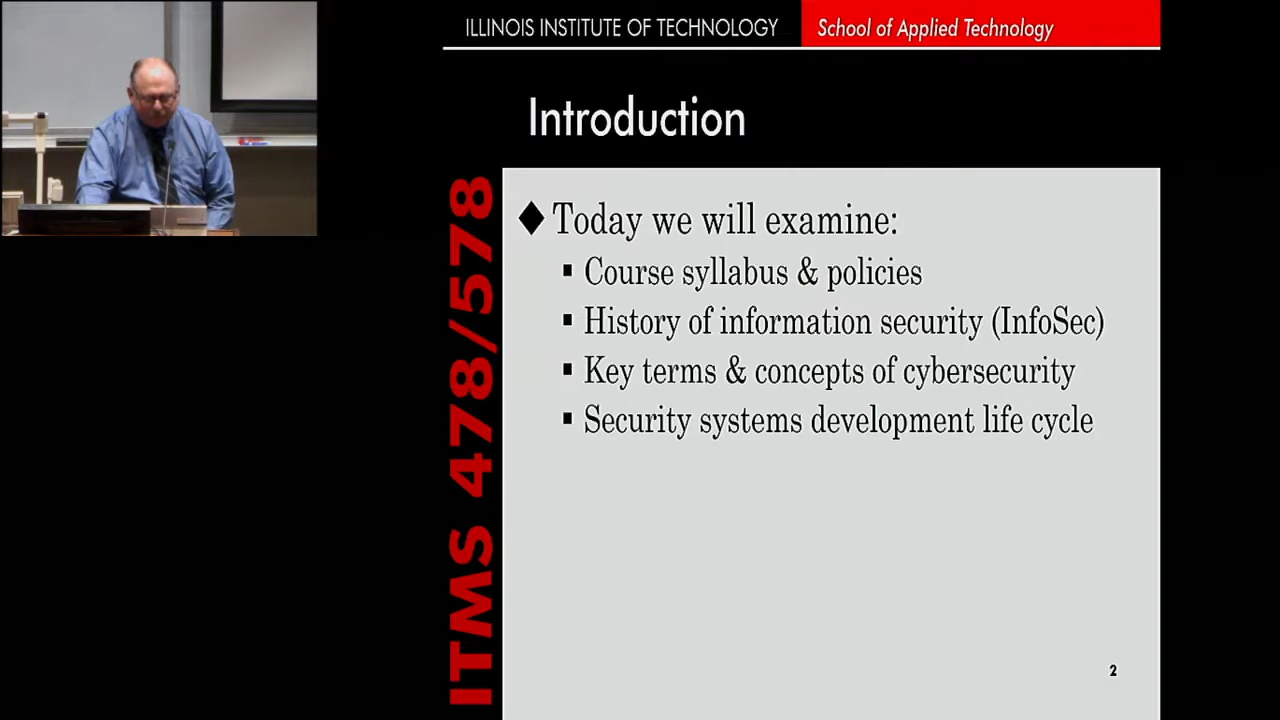 ILLINOIS INSTITUTE OF TECHNOLOGY School of Applied Technology
Introduction
ITMS 478/578
◆ Today we will examine:
▪ Course syllabus & policies
▪ History of information security (InfoSec)
▪ Key terms & concepts of cybersecurity
▪ Security systems development life cycle
2